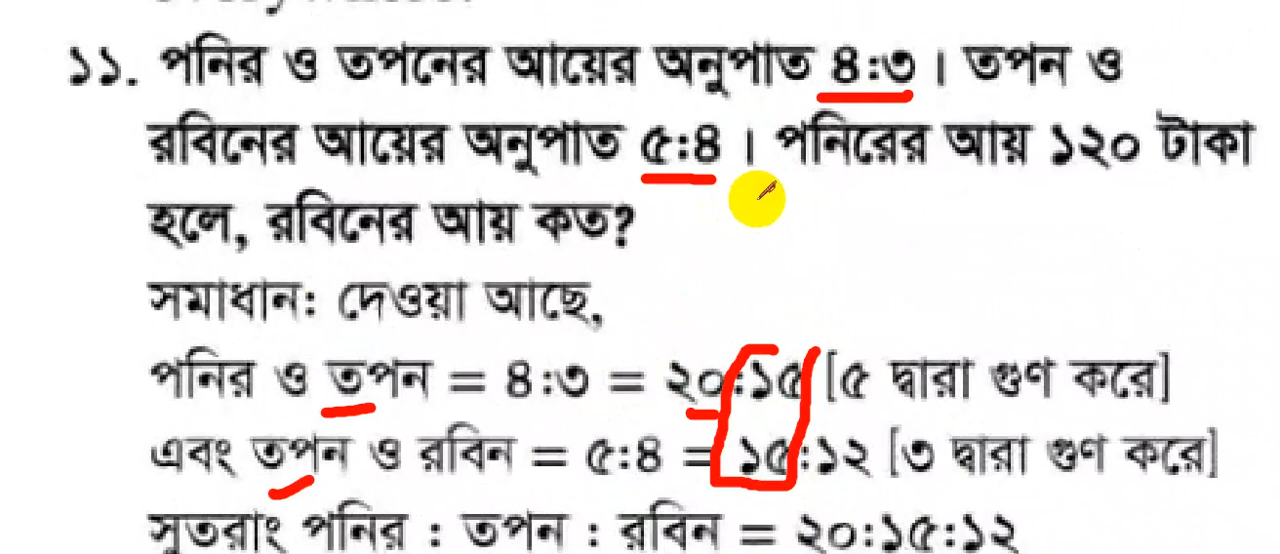 ১১. পনির ও তপনের আয়ের অনুপাত ৪:৩। তপন ও
রবিনের আয়ের অনুপাত ৫:৪। পনিরের আয় ১২০ টাকা
হলে, রবিনের আয় কত?
সমাধান: দেওয়া আছে,
পনির ও তপন = ৪:৩ = ২০:১৫ [৫ দ্বারা গুণ করে]
এবং তপন ও রবিন = ৫:৪ = ১৫:১২ [৩ দ্বারা গুণ করে]
সুতরাং পনির : তপন : রবিন = ২০:১৫:১২